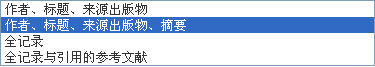 作者、标题、来源出版物
作者、标题、来源出版物、摘要
全记录
全记录与引用的参考文献